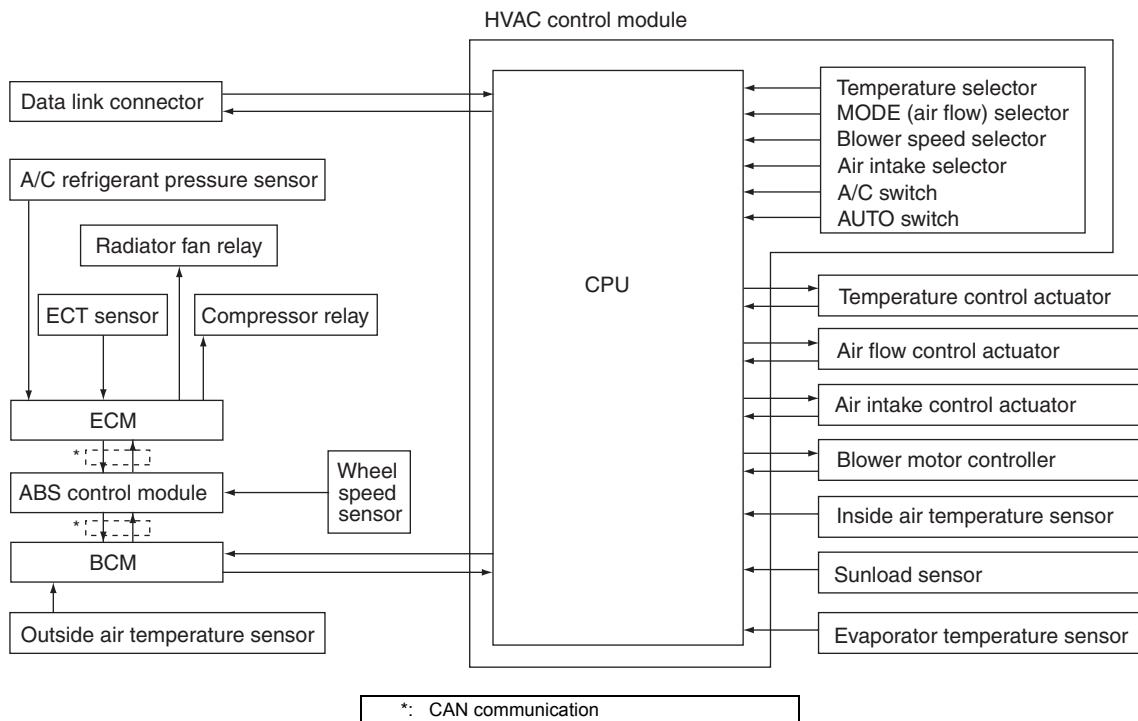 HVAC control module
Data link connector
A/C refrigerant pressure sensor
Radiator fan relay
ECT sensor
Compressor relay
ECM
*
ABS control module
Wheel
speed
sensor
*
BCM
Outside air temperature sensor
CPU
Temperature selector
MODE (air flow) selector
Blower speed selector
Air intake selector
A/C switch
AUTO switch
Temperature control actuator
Air flow control actuator
Air intake control actuator
Blower motor controller
Inside air temperature sensor
Sunload sensor
Evaporator temperature sensor
*: CAN communication